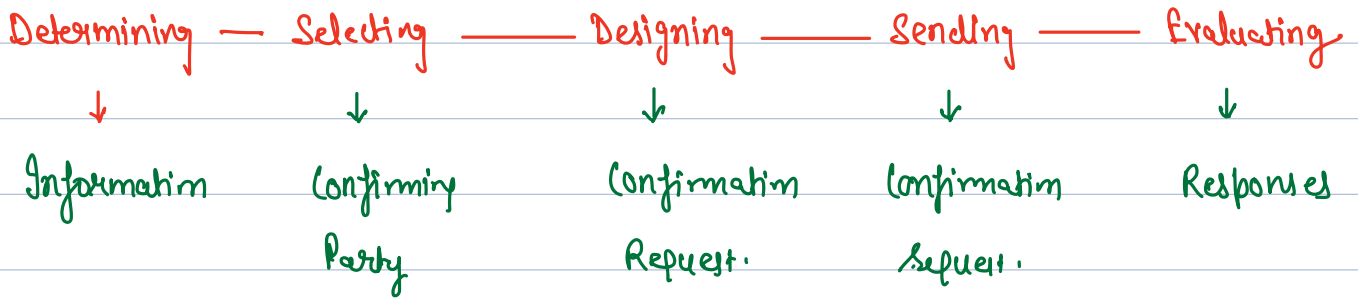 Determining — Selecting — Designing — Sending — Evaluating
↓ ↓ ↓ ↓ ↓
Information Confirming Confirmation Confirmation Responses
Party Request. request.